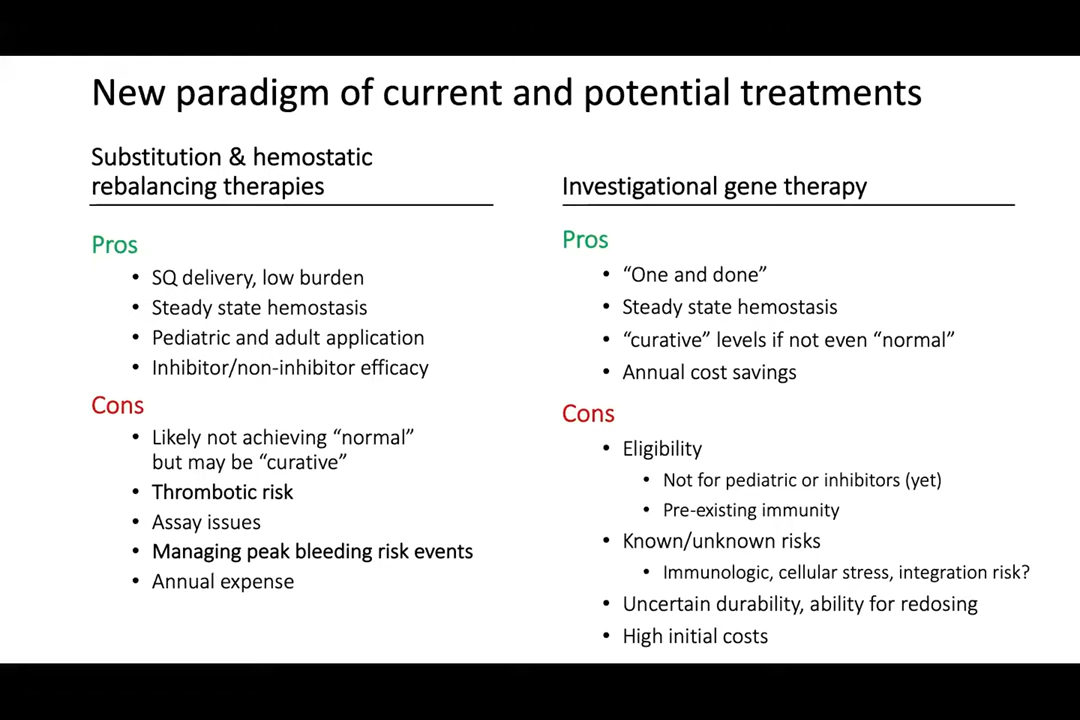 New paradigm of current and potential treatments
Substitution & hemostatic
rebalancing therapies
Pros
• SQ delivery, low burden
• Steady state hemostasis
• Pediatric and adult application
• Inhibitor/non-inhibitor efficacy
Cons
• Likely not achieving “normal”
but may be “curative”
• Thrombotic risk
• Assay issues
• Managing peak bleeding risk events
• Annual expense
Investigational gene therapy
Pros
• “One and done”
• Steady state hemostasis
• “curative” levels if not even “normal”
• Annual cost savings
Cons
• Eligibility
• Not for pediatric or inhibitors (yet)
• Pre-existing immunity
• Known/unknown risks
• Immunologic, cellular stress, integration risk?
• Uncertain durability, ability for redosing
• High initial costs